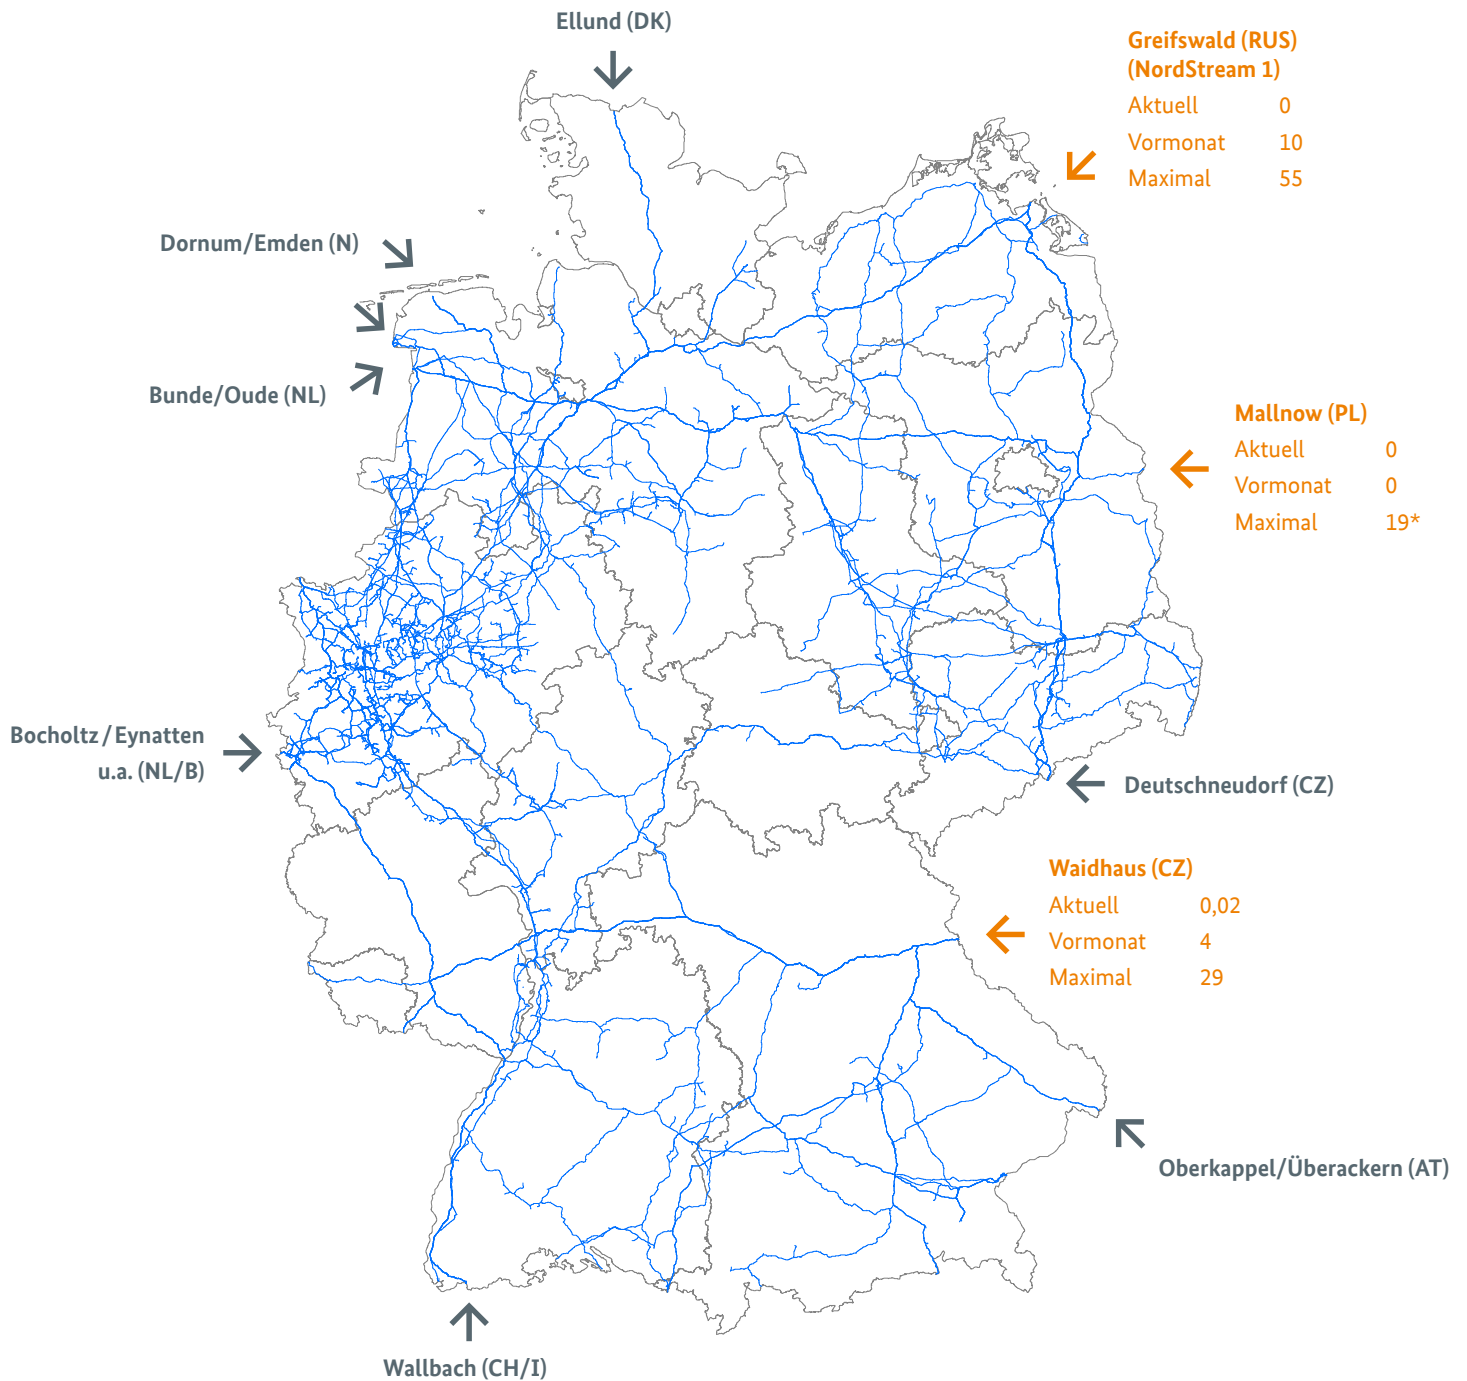 Ellund (DK)
Greifswald (RUS)
(NordStream 1)
Aktuell 0
Vormonat 10
Maximal 55
Dornum/Emden (N)
Bunde/Oude (NL)
Mallnow (PL)
Aktuell 0
Vormonat 0
Maximal 19*
Bocholtz / Eynatten
u.a. (NL/B)
Deutschneudorf (CZ)
Waidhaus (CZ)
Aktuell 0,02
Vormonat 4
Maximal 29
Oberkappel/Überackern (AT)
Wallbach (CH/I)